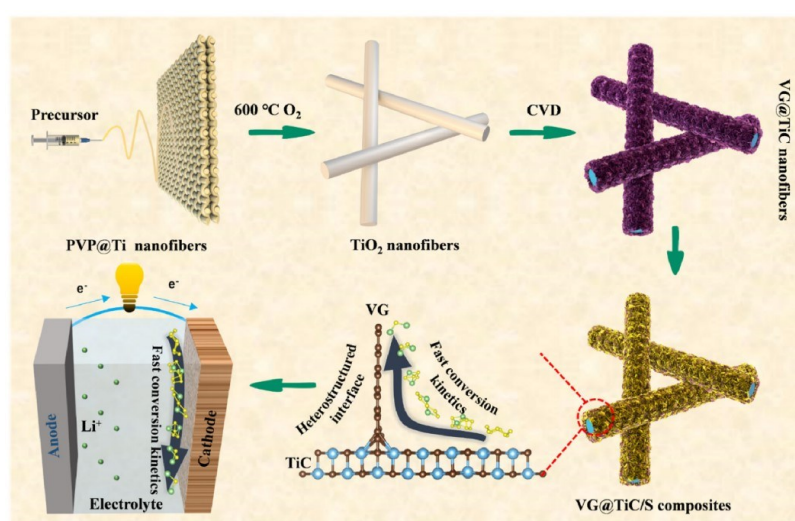 Precursor
600 °C O₂
CVD
PVP@Ti nanofibers
TiO₂ nanofibers
VG@TiC nanofibers
e⁻
e⁻
Anode
Li⁺
Fast conversion kinetics
Cathode
Electrolyte
VG
Heterostructured
interface
Fast conversion
kinetics
TiC
VG@TiC/S composites